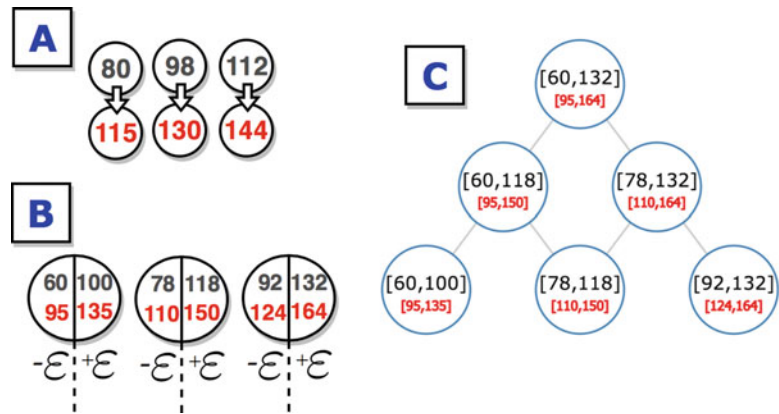 A
80 98 112
115 130 144
B
60 100 78 118 92 132
95 135 110 150 124 164
-ε +ε -ε +ε -ε +ε
C
[60,132]
[95,164]
[60,118] [78,132]
[95,150] [110,164]
[60,100] [78,118] [92,132]
[95,135] [110,150] [124,164]